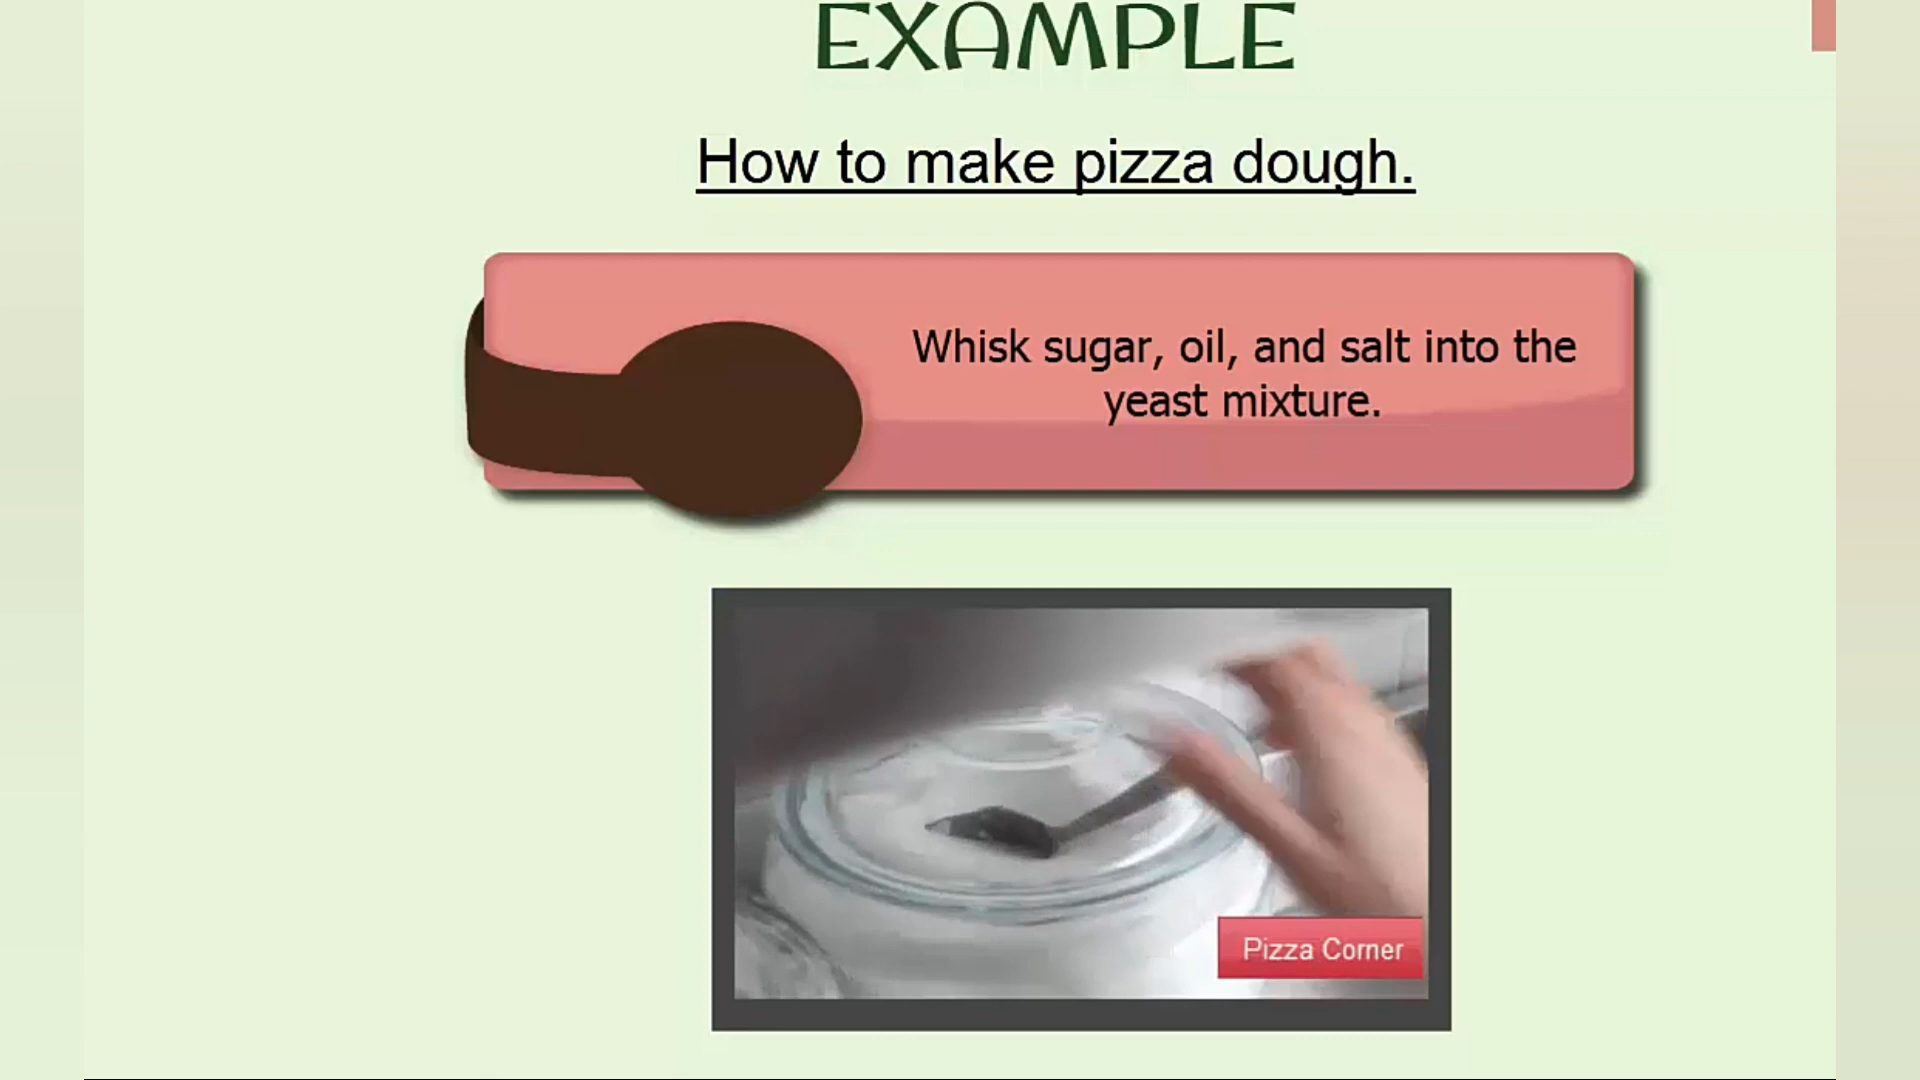 EXAMPLE
How to make pizza dough.
Whisk sugar, oil, and salt into the
yeast mixture.
Pizza Corner